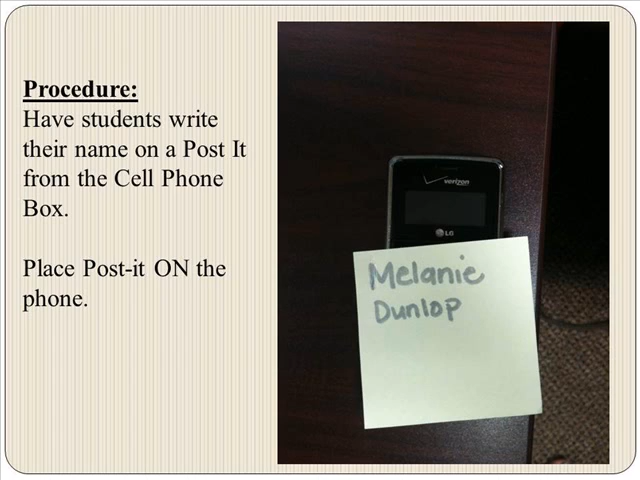 Procedure:
Have students write
their name on a Post It
from the Cell Phone
Box.
Place Post-it ON the
phone.
verizon
LG
Melanie
Dunlop